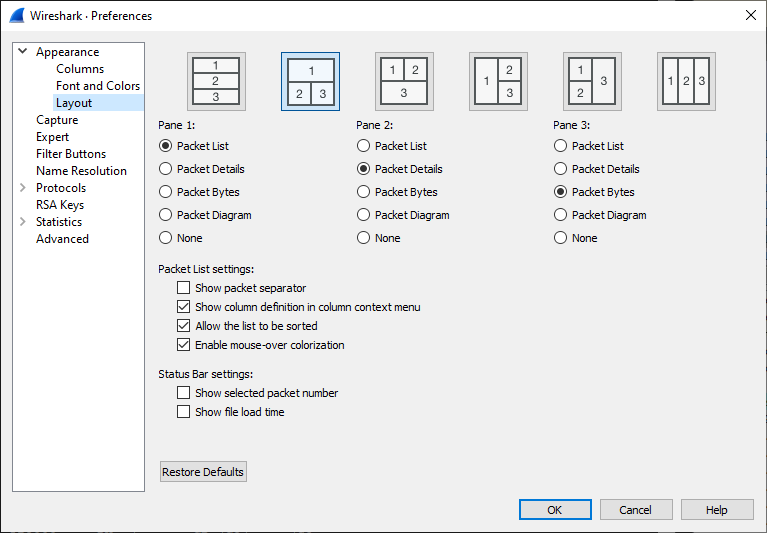 Wireshark · Preferences
Appearance
Columns
Font and Colors
Layout
Capture
Expert
Filter Buttons
Name Resolution
Protocols
RSA Keys
Statistics
Advanced
1
2
3
1
2 3
1 2
3
1 2
3
1 3
2
1 2 3
Pane 1: Pane 2: Pane 3:
Packet List Packet List Packet List
Packet Details Packet Details Packet Details
Packet Bytes Packet Bytes Packet Bytes
Packet Diagram Packet Diagram Packet Diagram
None None None
Packet List settings:
Show packet separator
Show column definition in column context menu
Allow the list to be sorted
Enable mouse-over colorization
Status Bar settings:
Show selected packet number
Show file load time
Restore Defaults
OK Cancel Help